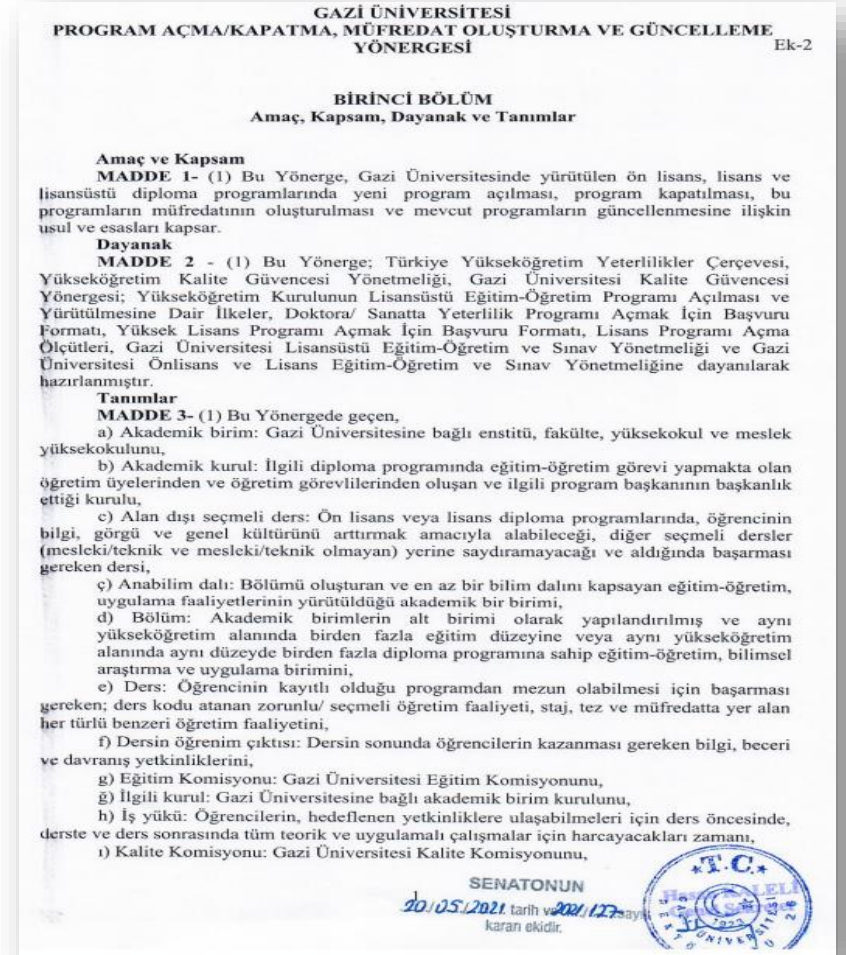 GAZİ ÜNİVERSİTESİ
PROGRAM AÇMA/KAPATMA, MÜFREDAT OLUŞTURMA VE GÜNCELLEME
YÖNERGESİ
Ek-2
BİRİNCİ BÖLÜM
Amaç, Kapsam, Dayanak ve Tanımlar
Amaç ve Kapsam
MADDE 1- (1) Bu Yönerge, Gazi Üniversitesinde yürütülen ön lisans, lisans ve
lisansüstü diploma programlarında yeni program açılması, program kapatılması, bu
programların müfredatının oluşturulması ve mevcut programların güncellenmesine ilişkin
usul ve esasları kapsar.
Dayanak
MADDE 2 - (1) Bu Yönerge; Türkiye Yükseköğretim Yeterlilikler Çerçevesi,
Yükseköğretim Kalite Güvencesi Yönetmeliği, Gazi Üniversitesi Kalite Güvencesi
Yönergesi; Yükseköğretim Kurulunun Lisansüstü Eğitim-Öğretim Programı Açılması ve
Yürütülmesine Dair İlkeler, Doktora/ Sanatta Yeterlilik Programı Açmak İçin Başvuru
Formatı, Yüksek Lisans Programı Açmak İçin Başvuru Formatı, Lisans Programı Açma
Ölçütleri, Gazi Üniversitesi Lisansüstü Eğitim-Öğretim ve Sınav Yönetmeliği ve Gazi
Üniversitesi Önlisans ve Lisans Eğitim-Öğretim ve Sınav Yönetmeliğine dayanılarak
hazırlanmıştır.
Tanımlar
MADDE 3- (1) Bu Yönergede geçen,
a) Akademik birim: Gazi Üniversitesine bağlı enstitü, fakülte, yüksekokul ve meslek
yüksekokulunu,
b) Akademik kurul: İlgili diploma programında eğitim-öğretim görevi yapmakta olan
öğretim üyelerinden ve öğretim görevlilerinden oluşan ve ilgili program başkanının başkanlık
ettiği kurulu,
c) Alan dışı seçmeli ders: Ön lisans veya lisans diploma programlarında, öğrencinin
bilgi, görgü ve genel kültürünü arttırmak amacıyla alabileceği, diğer seçmeli dersler
(mesleki/teknik ve mesleki/teknik olmayan) yerine saydıramayacağı ve aldığında başarması
gereken dersi,
ç) Anabilim dalı: Bölümü oluşturan ve en az bir bilim dalını kapsayan eğitim-öğretim,
uygulama faaliyetlerinin yürütüldüğü akademik bir birimi,
d) Bölüm: Akademik birimlerin alt birimi olarak yapılandırılmış ve aynı
yükseköğretim alanında birden fazla eğitim düzeyine veya aynı yükseköğretim
alanında aynı düzeyde birden fazla diploma programına sahip eğitim-öğretim, bilimsel
araştırma ve uygulama birimini,
e) Ders: Öğrencinin kayıtlı olduğu programdan mezun olabilmesi için başarması
gereken; ders kodu atanan zorunlu/ seçmeli öğretim faaliyeti, staj, tez ve müfredatta yer alan
her türlü benzeri öğretim faaliyetini,
f) Dersin öğrenim çıktısı: Dersin sonunda öğrencilerin kazanması gereken bilgi, beceri
ve davranış yetkinliklerini,
g) Eğitim Komisyonu: Gazi Üniversitesi Eğitim Komisyonunu,
ğ) İlgili kurul: Gazi Üniversitesine bağlı akademik birim kurulunu,
h) İş yükü: Öğrencilerin, hedeflenen yetkinliklere ulaşabilmeleri için ders öncesinde,
derste ve ders sonrasında tüm teorik ve uygulamalı çalışmalar için harcayacakları zamanı,
ı) Kalite Komisyonu: Gazi Üniversitesi Kalite Komisyonunu,
SENATONUN
20/05/2021 tarih ve 2021/127 sayılı
kararı ekidir.
T.C.